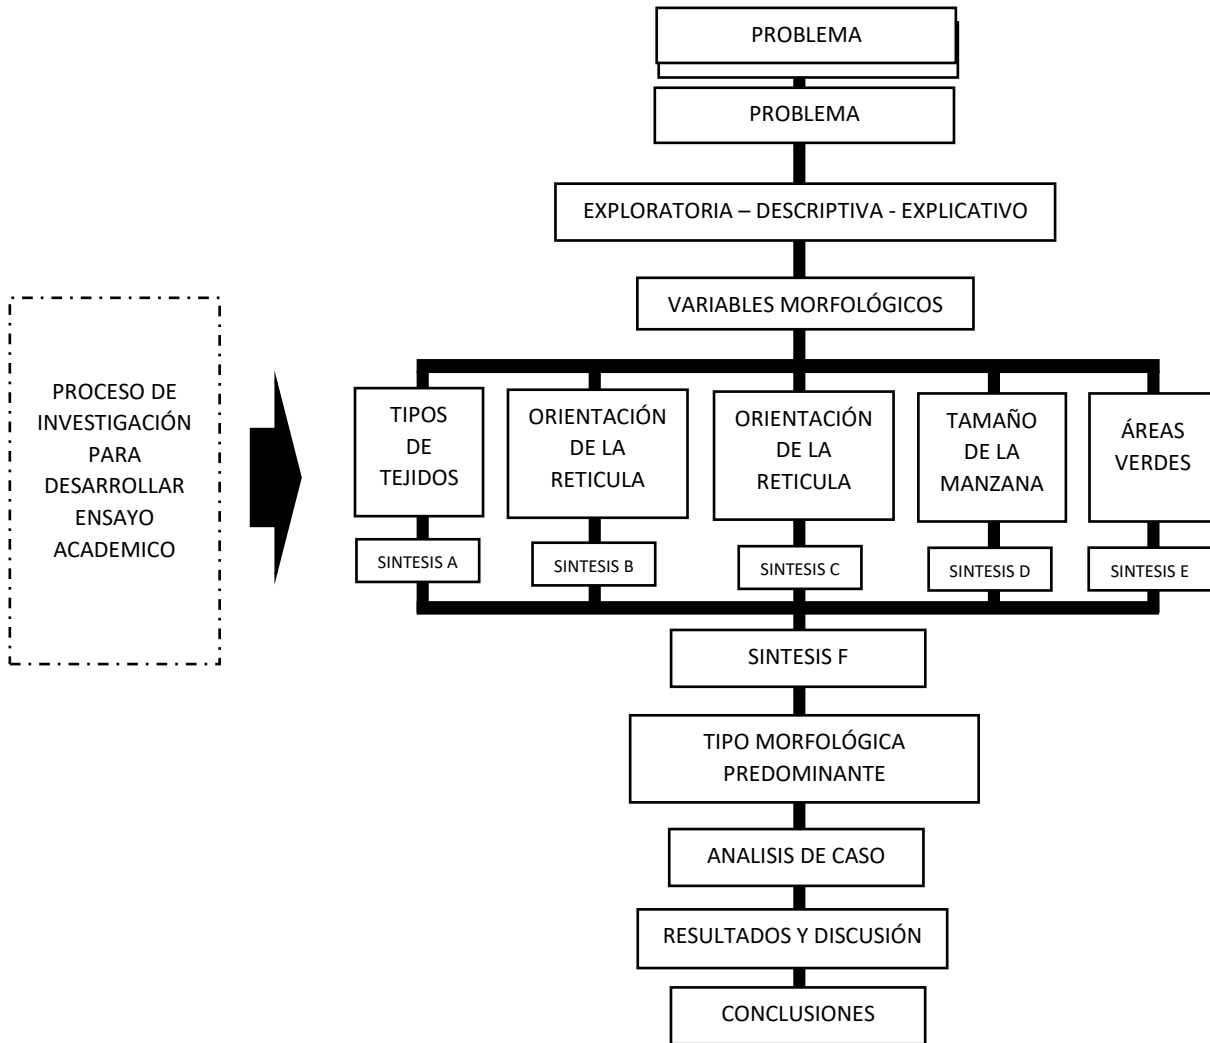 PROBLEMA
PROBLEMA
EXPLORATORIA – DESCRIPTIVA - EXPLICATIVO
VARIABLES MORFOLÓGICOS
PROCESO DE
INVESTIGACIÓN
PARA
DESARROLLAR
ENSAYO
ACADEMICO
TIPOS
DE
TEJIDOS
ORIENTACIÓN
DE LA
RETICULA
ORIENTACIÓN
DE LA
RETICULA
TAMAÑO
DE LA
MANZANA
ÁREAS
VERDES
SINTESIS A
SINTESIS B
SINTESIS C
SINTESIS D
SINTESIS E
SINTESIS F
TIPO MORFOLÓGICA
PREDOMINANTE
ANALISIS DE CASO
RESULTADOS Y DISCUSIÓN
CONCLUSIONES